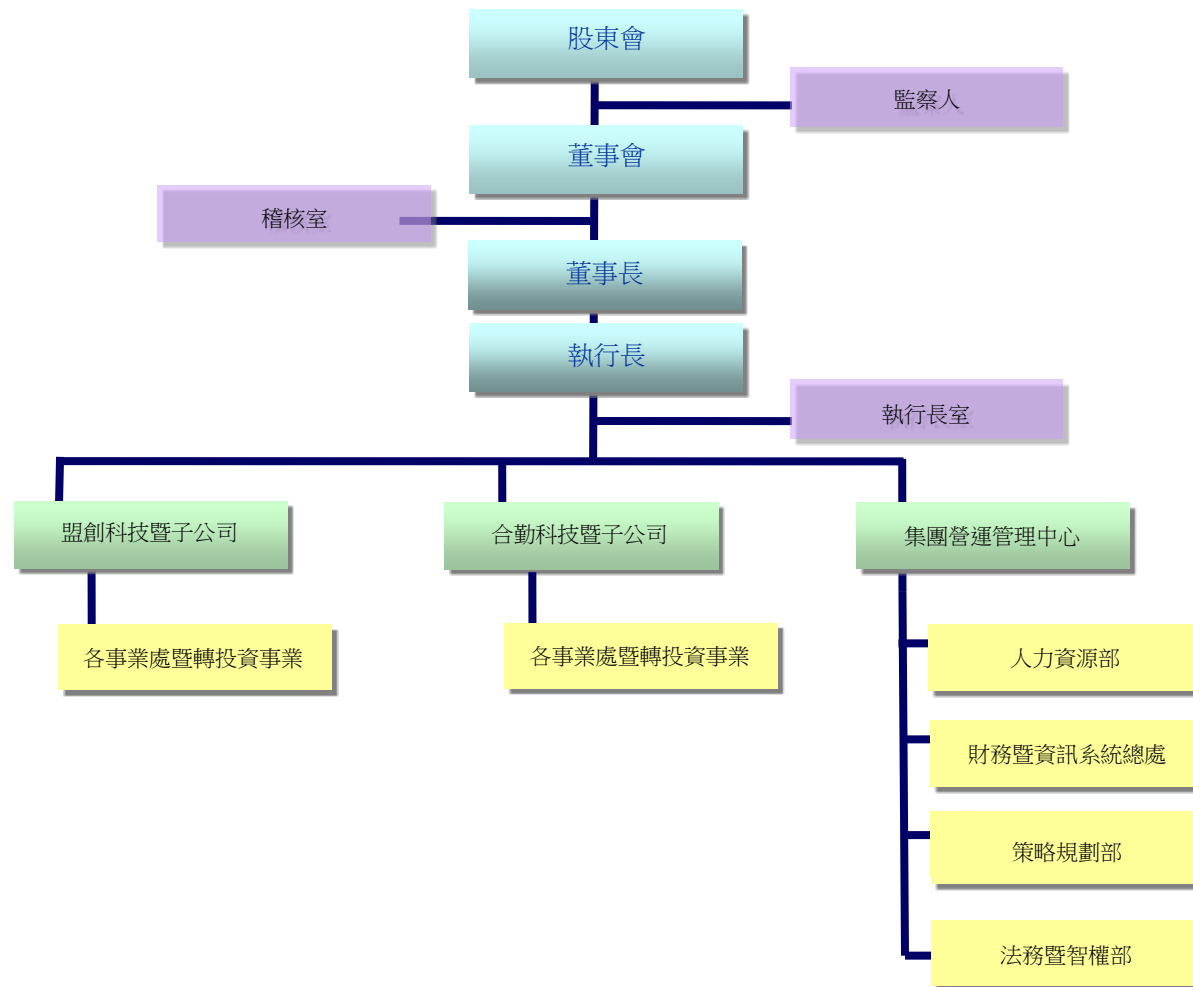 股東會
監察人
董事會
稽核室
董事長
執行長
執行長室
盟創科技暨子公司
合勤科技暨子公司
集團營運管理中心
各事業處暨轉投資事業
各事業處暨轉投資事業
人力資源部
財務暨資訊系統總處
策略規劃部
法務暨智權部